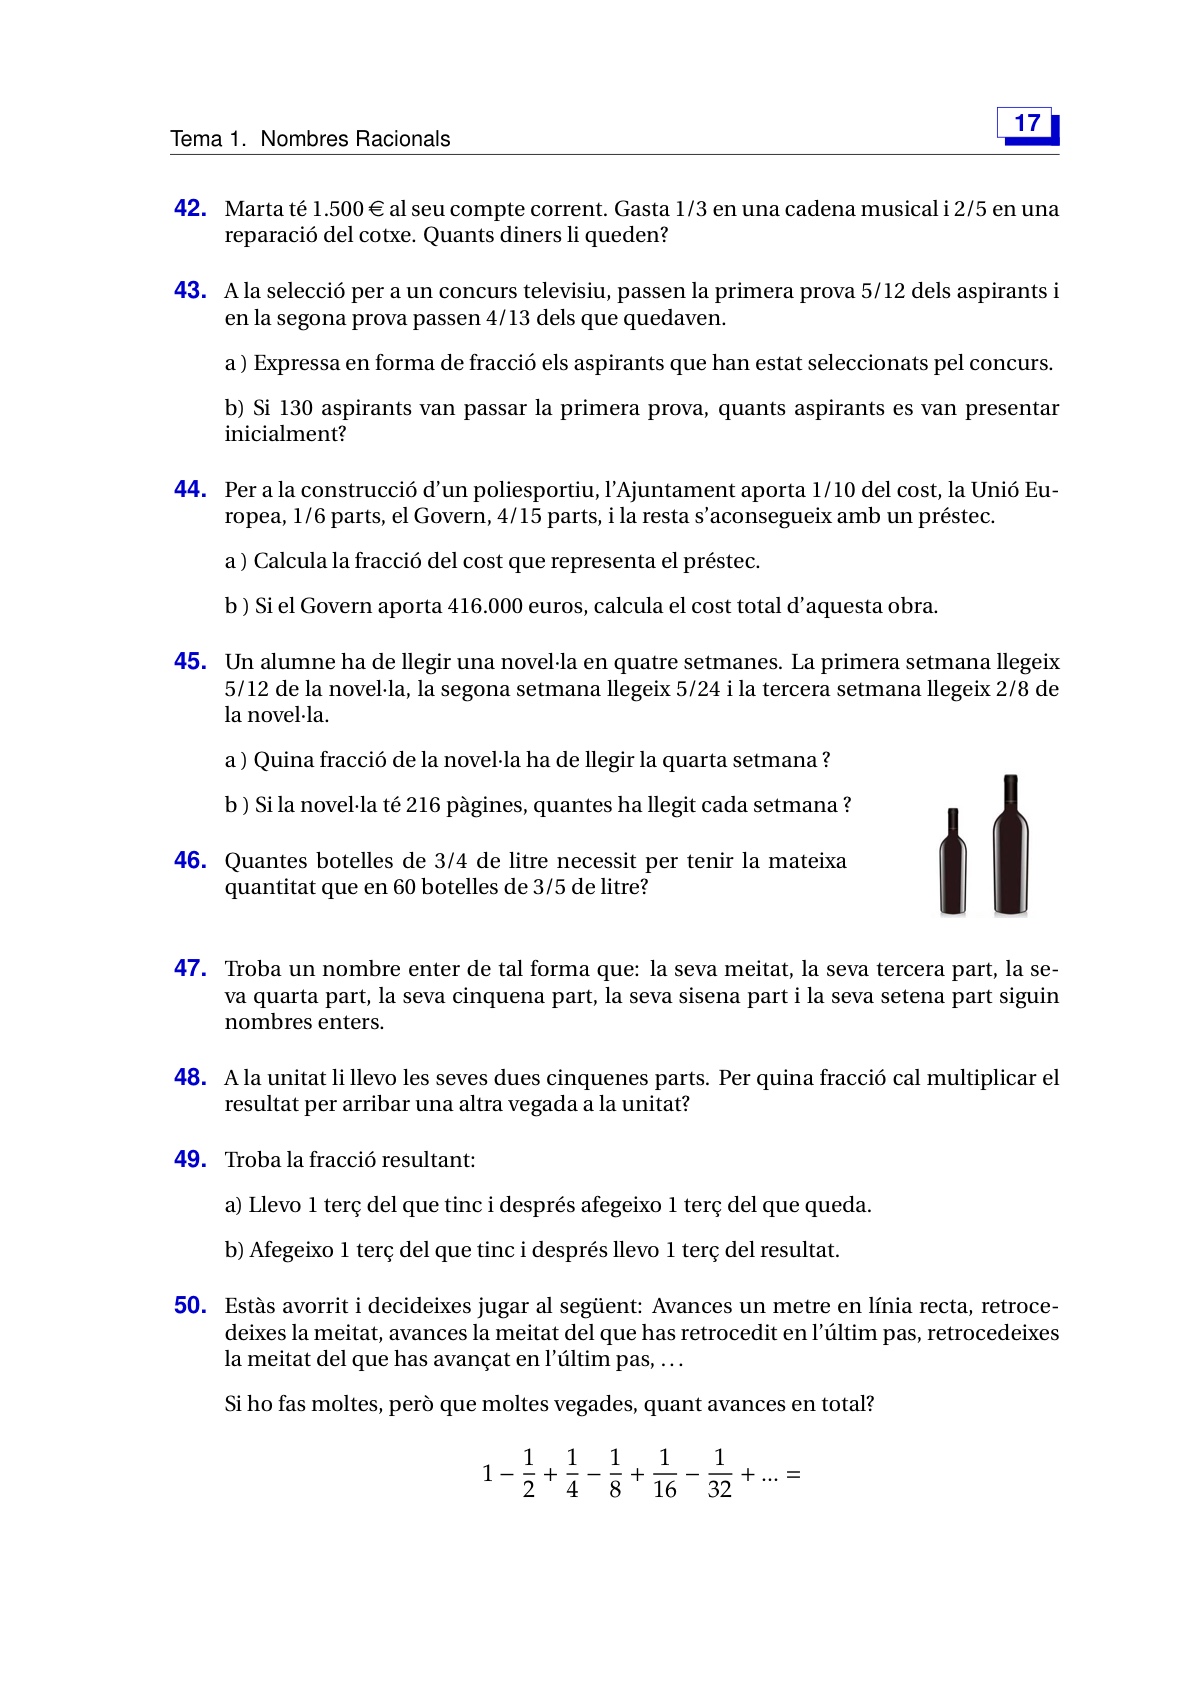 Tema 1. Nombres Racionals
17
42. Marta té 1.500 € al seu compte corrent. Gasta 1/3 en una cadena musical i 2/5 en una
reparació del cotxe. Quants diners li queden?
43. A la selecció per a un concurs televisiu, passen la primera prova 5/12 dels aspirants i
en la segona prova passen 4/13 dels que quedaven.
a ) Expressa en forma de fracció els aspirants que han estat seleccionats pel concurs.
b) Si 130 aspirants van passar la primera prova, quants aspirants es van presentar
inicialment?
44. Per a la construcció d'un poliesportiu, l'Ajuntament aporta 1/10 del cost, la Unió Eu-
ropea, 1/6 parts, el Govern, 4/15 parts, i la resta s'aconsegueix amb un préstec.
a ) Calcula la fracció del cost que representa el préstec.
b ) Si el Govern aporta 416.000 euros, calcula el cost total d'aquesta obra.
45. Un alumne ha de llegir una novel·la en quatre setmanes. La primera setmana llegeix
5/12 de la novel·la, la segona setmana llegeix 5/24 i la tercera setmana llegeix 2/8 de
la novel·la.
a ) Quina fracció de la novel·la ha de llegir la quarta setmana ?
b ) Si la novel·la té 216 pàgines, quantes ha llegit cada setmana ?
46. Quantes botelles de 3/4 de litre necessit per tenir la mateixa
quantitat que en 60 botelles de 3/5 de litre?
47. Troba un nombre enter de tal forma que: la seva meitat, la seva tercera part, la se-
va quarta part, la seva cinquena part, la seva sisena part i la seva setena part siguin
nombres enters.
48. A la unitat li llevo les seves dues cinquenes parts. Per quina fracció cal multiplicar el
resultat per arribar una altra vegada a la unitat?
49. Troba la fracció resultant:
a) Llevo 1 terç del que tinc i després afegeixo 1 terç del que queda.
b) Afegeixo 1 terç del que tinc i després llevo 1 terç del resultat.
50. Estàs avorrit i decideixes jugar al següent: Avances un metre en línia recta, retroce-
deixes la meitat, avances la meitat del que has retrocedit en l'últim pas, retrocedeixes
la meitat del que has avançat en l'últim pas, ...
Si ho fas moltes, però que moltes vegades, quant avances en total?
1 − 1/2 + 1/4 − 1/8 + 1/16 − 1/32 + ... =